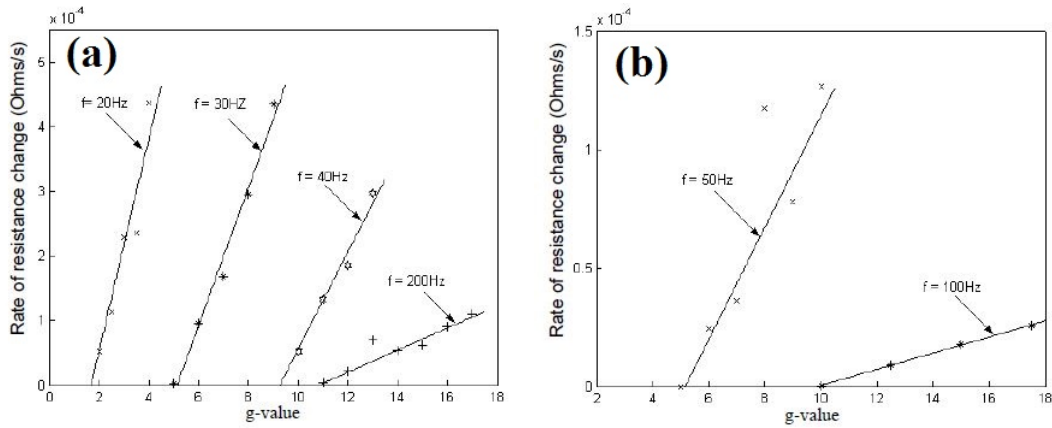 x 10⁻⁴
(a)
5
4
3
2
1
0
Rate of resistance change (Ohms/s)
f = 20Hz
f = 30HZ
f = 40Hz
f = 200Hz
0 2 4 6 8 10 12 14 16 18
g-value
x 10⁻⁴
(b)
1.5
1
0.5
0
Rate of resistance change (Ohms/s)
f = 50Hz
f = 100Hz
2 4 6 8 10 12 14 16 18
g-value